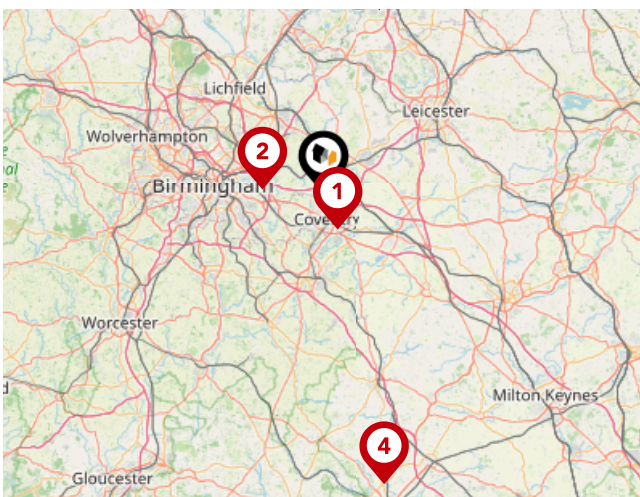 Lichfield
Leicester
Wolverhampton
2
Birmingham
1
Coventry
Worcester
Milton Keynes
4
Gloucester